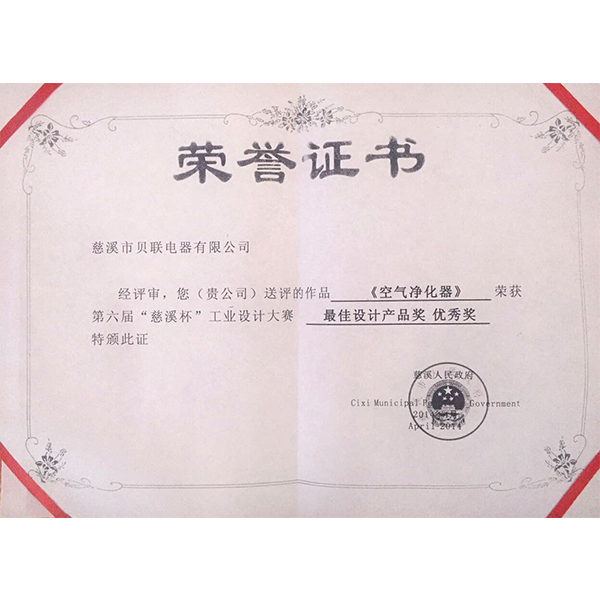 荣誉证书
慈溪市贝联电器有限公司
经评审，您（贵公司）送评的作品 《空气净化器》 荣获
第六届“慈溪杯”工业设计大赛 最佳设计产品奖 优秀奖
特颁此证
慈溪人民政府
Cixi Municipal Government
April-2014